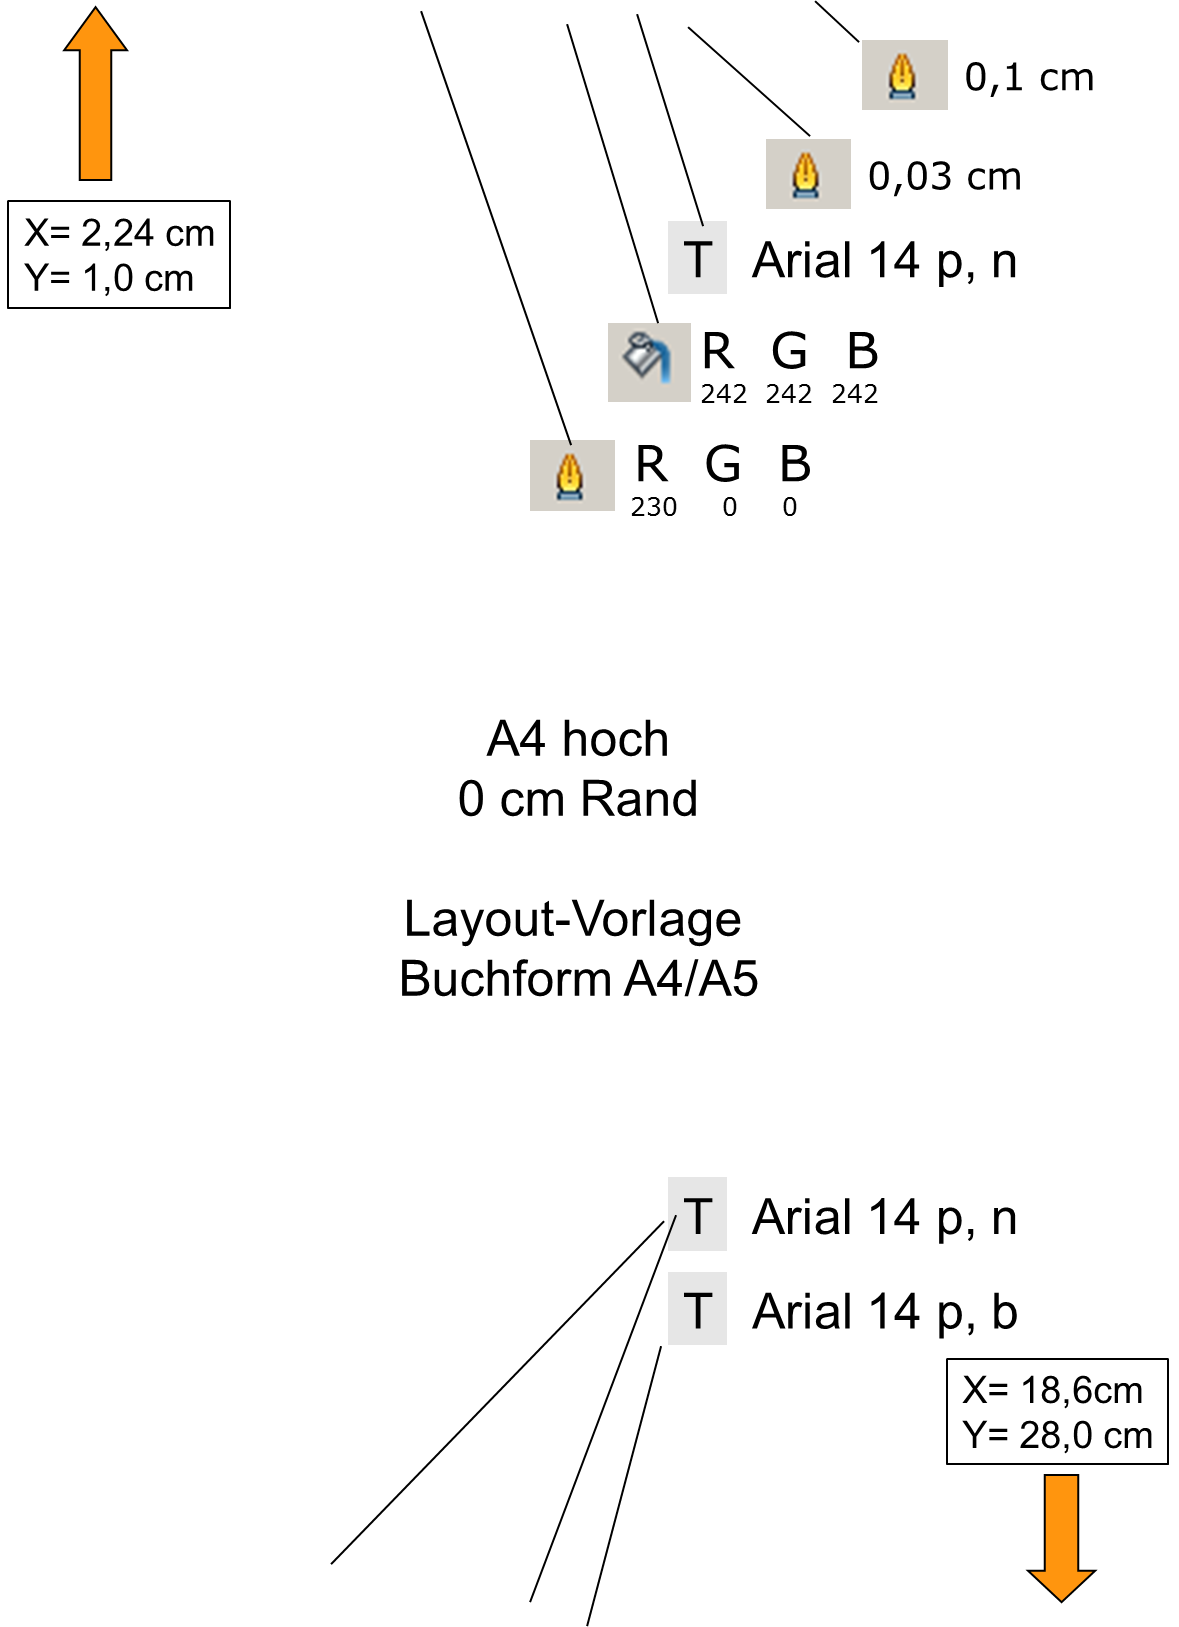 0,1 cm
0,03 cm
X= 2,24 cm
Y= 1,0 cm
T Arial 14 p, n
R G B
242 242 242
R G B
230 0 0
A4 hoch
0 cm Rand
Layout-Vorlage
Buchform A4/A5
T Arial 14 p, n
T Arial 14 p, b
X= 18,6cm
Y= 28,0 cm